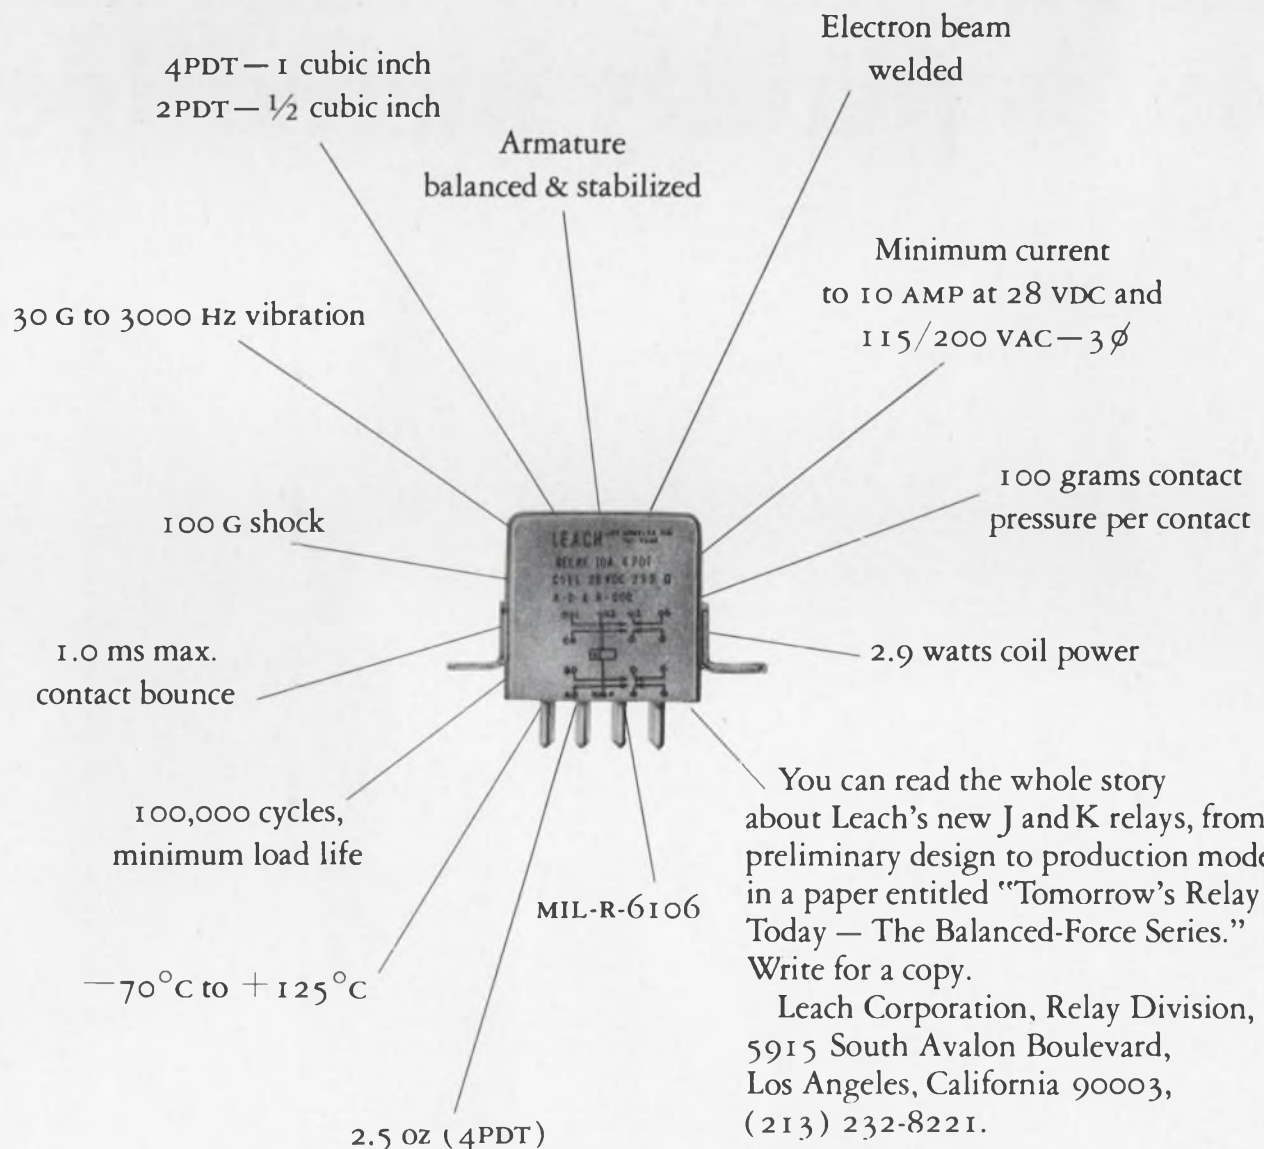 Electron beam
welded
4PDT — 1 cubic inch
2PDT — ½ cubic inch
Armature
balanced & stabilized
Minimum current
to 10 AMP at 28 VDC and
115/200 VAC — 3ø
30 G to 3000 Hz vibration
100 grams contact
pressure per contact
100 G shock
LEACH
RELAY 10A 4 PDT
2.9 watts coil power
1.0 ms max.
contact bounce
100,000 cycles,
minimum load life
MIL-R-6106
−70°C to +125°C
2.5 oz (4PDT)
You can read the whole story
about Leach's new J and K relays, from
preliminary design to production mode
in a paper entitled "Tomorrow's Relay
Today — The Balanced-Force Series."
Write for a copy.
Leach Corporation, Relay Division,
5915 South Avalon Boulevard,
Los Angeles, California 90003,
(213) 232-8221.